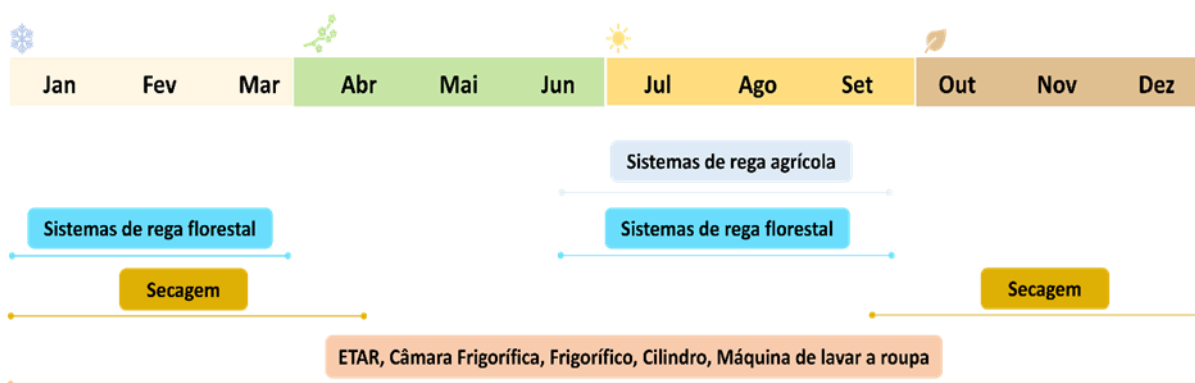 Jan Fev Mar Abr Mai Jun Jul Ago Set Out Nov Dez
Sistemas de rega agrícola
Sistemas de rega florestal Sistemas de rega florestal
Secagem Secagem
ETAR, Câmara Frigorífica, Frigorífico, Cilindro, Máquina de lavar a roupa